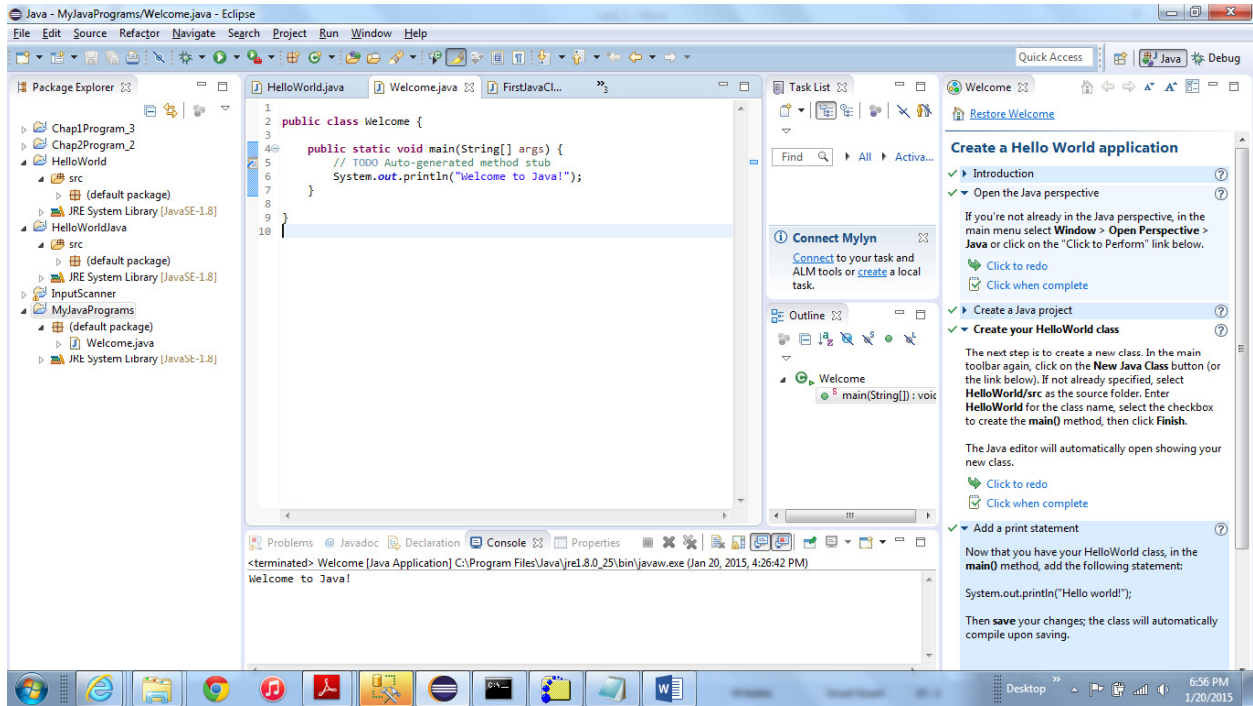 Java - MyJavaPrograms/Welcome.java - Eclipse
File Edit Source Refactor Navigate Search Project Run Window Help
Quick Access Java Debug
Package Explorer
Chap1Program_3
Chap2Program_2
HelloWorld
src
(default package)
JRE System Library [JavaSE-1.8]
HelloWorldJava
src
(default package)
JRE System Library [JavaSE-1.8]
InputScanner
MyJavaPrograms
(default package)
Welcome.java
JRE System Library [JavaSE-1.8]
HelloWorld.java Welcome.java FirstJavaCl... »3
1
2 public class Welcome {
3
4 public static void main(String[] args) {
5 // TODO Auto-generated method stub
6 System.out.println("Welcome to Java!");
7 }
8
9 }
10
Problems @ Javadoc Declaration Console Properties
<terminated> Welcome [Java Application] C:\Program Files\Java\jre1.8.0_25\bin\javaw.exe (Jan 20, 2015, 4:26:42 PM)
Welcome to Java!
Task List
Find All Activa...
Connect Mylyn
Connect to your task and
ALM tools or create a local
task.
Outline
Welcome
main(String[]) : void
Welcome
Restore Welcome
Create a Hello World application
Introduction
Open the Java perspective
If you're not already in the Java perspective, in the
main menu select Window > Open Perspective >
Java or click on the "Click to Perform" link below.
Click to redo
Click when complete
Create a Java project
Create your HelloWorld class
The next step is to create a new class. In the main
toolbar again, click on the New Java Class button (or
the link below). If not already specified, select
HelloWorld/src as the source folder. Enter
HelloWorld for the class name, select the checkbox
to create the main() method, then click Finish.
The Java editor will automatically open showing your
new class.
Click to redo
Click when complete
Add a print statement
Now that you have your HelloWorld class, in the
main() method, add the following statement:
System.out.println("Hello world!");
Then save your changes; the class will automatically
compile upon saving.
Desktop »
6:56 PM
1/20/2015